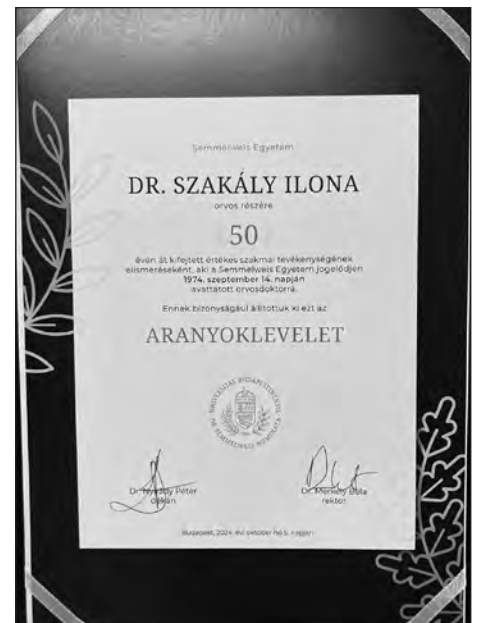 Semmelweis Egyetem
DR. SZAKÁLY ILONA
orvos részére
50
éven át kifejtett értékes szakmai tevékenységének
elismeréseként, aki a Semmelweis Egyetem jogelődjén
1974. szeptember 14. napján
avattatott orvosdoktorrá.
Ennek bizonyságául állítottuk ki ezt az
ARANYOKLEVELET
Dr. Péter
dékán
Dr. Merkely Béla
rektor
Budapest, 2024. évi október hó 5. napján